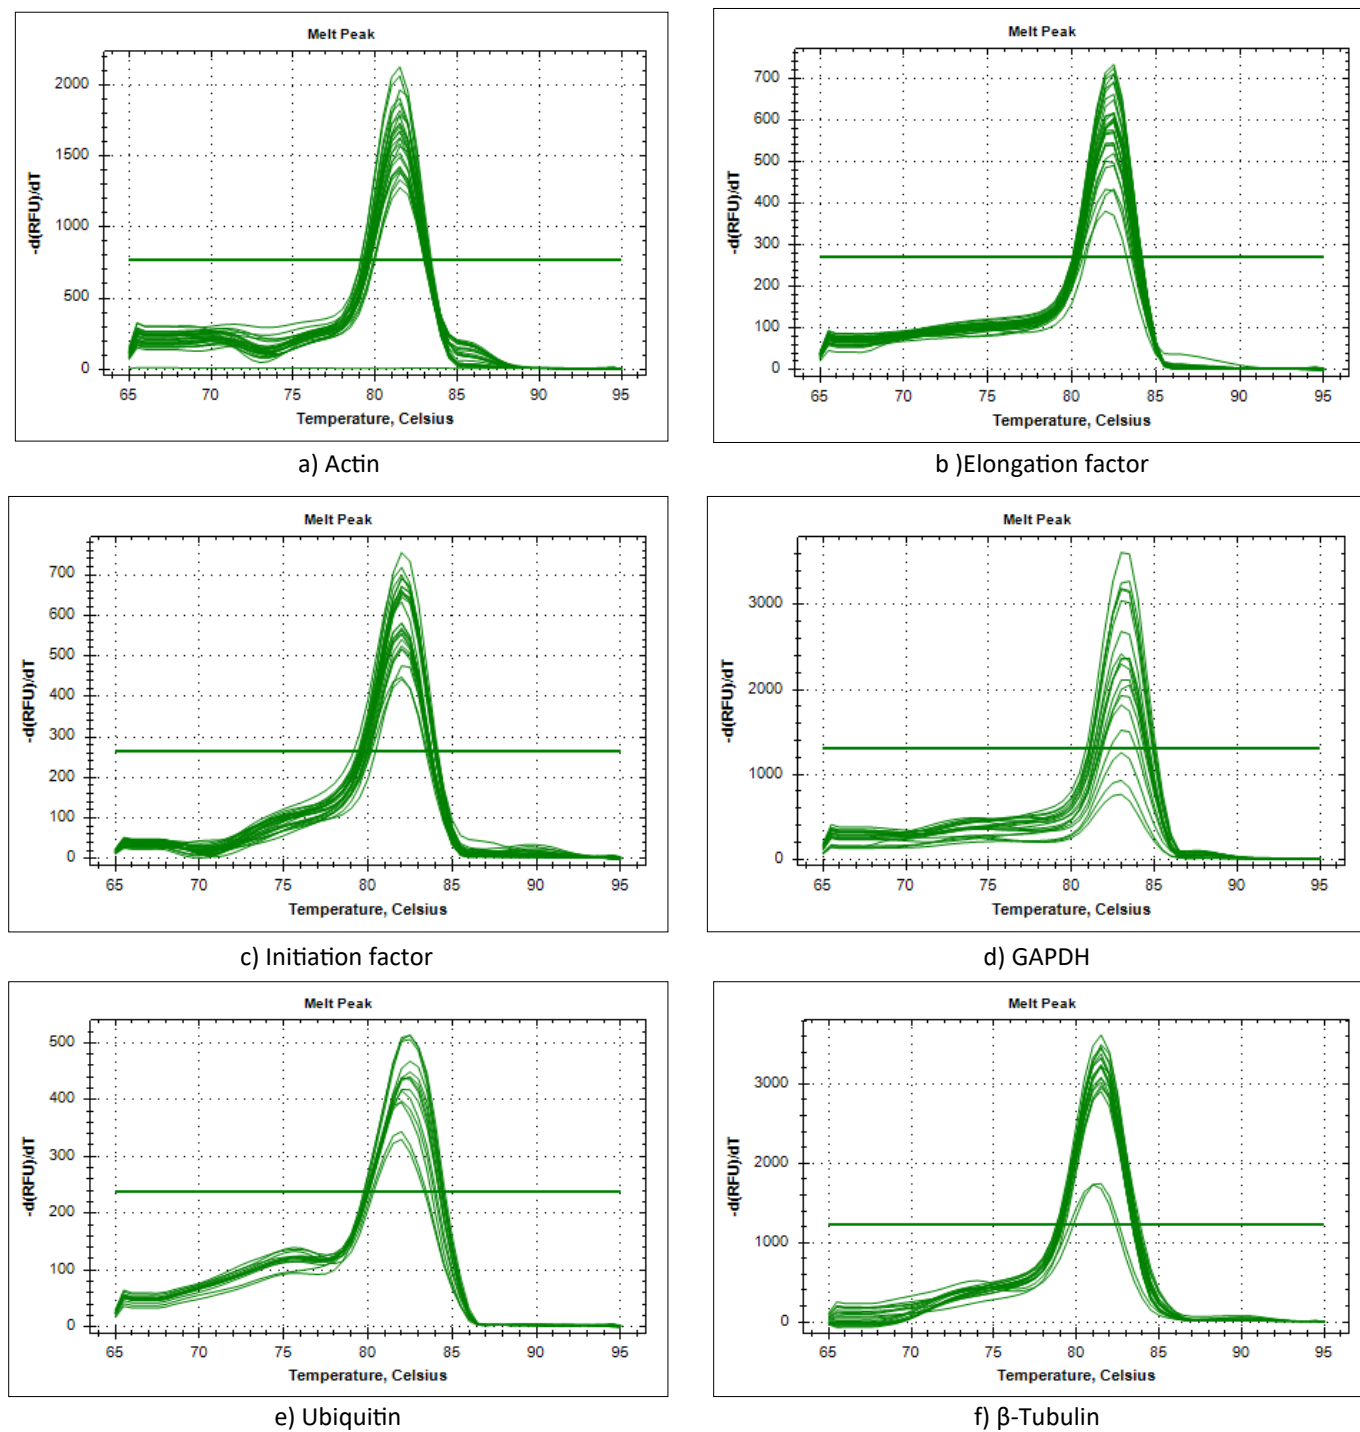 Melt Peak
-d(RFU)/dT
2000
1500
1000
500
0
65 70 75 80 85 90 95
Temperature, Celsius
a) Actin
Melt Peak
-d(RFU)/dT
700
600
500
400
300
200
100
0
65 70 75 80 85 90 95
Temperature, Celsius
b )Elongation factor
Melt Peak
-d(RFU)/dT
700
600
500
400
300
200
100
0
65 70 75 80 85 90 95
Temperature, Celsius
c) Initiation factor
Melt Peak
-d(RFU)/dT
3000
2000
1000
0
65 70 75 80 85 90 95
Temperature, Celsius
d) GAPDH
Melt Peak
-d(RFU)/dT
500
400
300
200
100
0
65 70 75 80 85 90 95
Temperature, Celsius
e) Ubiquitin
Melt Peak
-d(RFU)/dT
3000
2000
1000
0
65 70 75 80 85 90 95
Temperature, Celsius
f) β-Tubulin